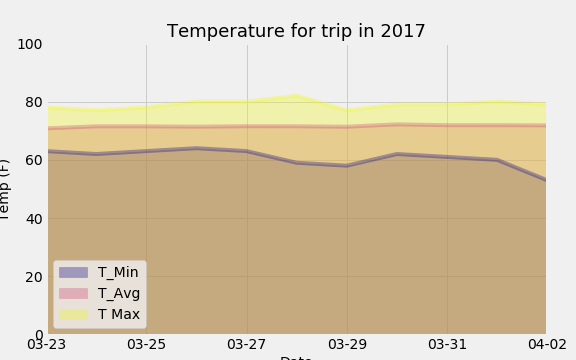 Temperature for trip in 2017
100
80
60
40
20
0
Temp (F)
T_Min
T_Avg
T Max
03-23 03-25 03-27 03-29 03-31 04-02
Date